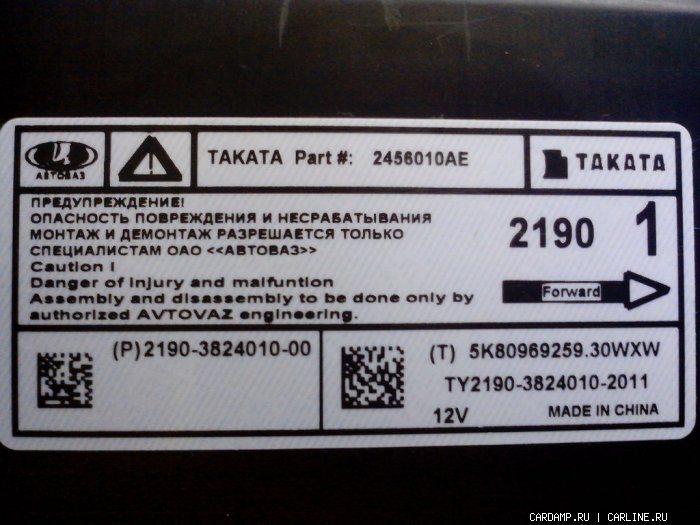 АВТОВАЗ
TAKATA Part #: 2456010AE
TAKATA
ПРЕДУПРЕЖДЕНИЕ!
ОПАСНОСТЬ ПОВРЕЖДЕНИЯ И НЕСРАБАТЫВАНИЯ
МОНТАЖ И ДЕМОНТАЖ РАЗРЕШАЕТСЯ ТОЛЬКО
СПЕЦИАЛИСТАМ ОАО <<АВТОВАЗ>>
Caution !
Danger of injury and malfuntion
Assembly and disassembly to be done only by
authorized AVTOVAZ engineering.
2190 1
Forward
(P)2190-3824010-00
(T) 5K80969259.30WXW
TY2190-3824010-2011
12V MADE IN CHINA
CARDAMP.RU | CARLINE.RU